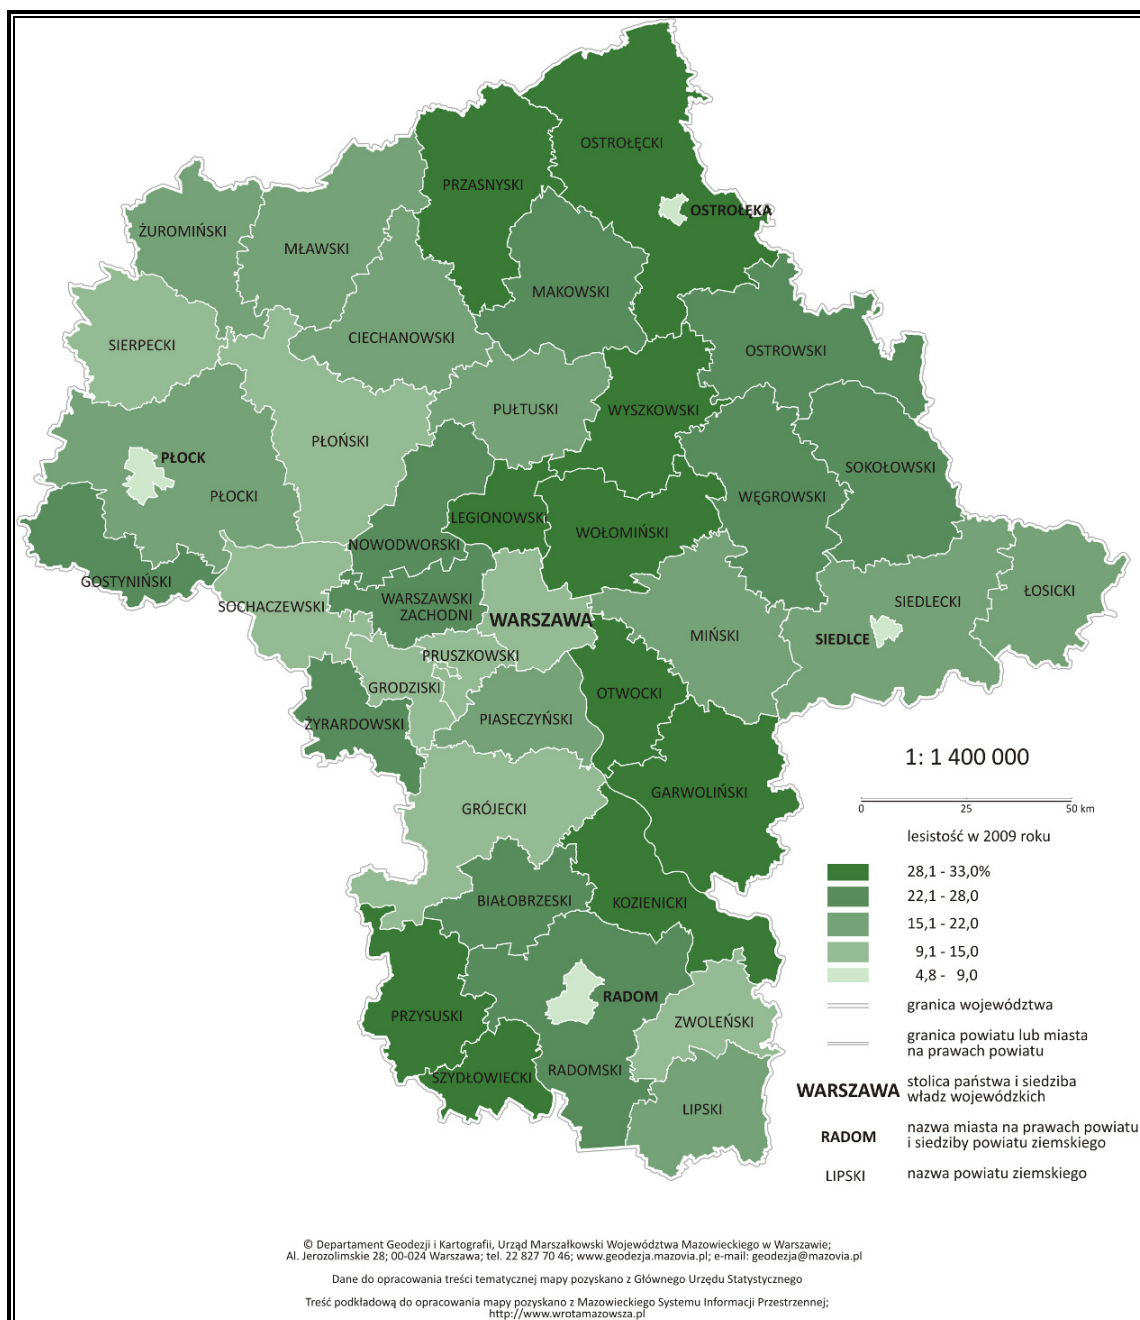 OSTROŁĘCKI
PRZASNYSKI
OSTROŁĘKA
ŻUROMIŃSKI
MŁAWSKI
MAKOWSKI
CIECHANOWSKI
SIERPECKI
OSTROWSKI
PUŁTUSKI
WYSZKOWSKI
PŁOŃSKI
PŁOCK
SOKOŁOWSKI
PŁOCKI
WĘGROWSKI
LEGIONOWSKI
WOŁOMIŃSKI
NOWODWORSKI
GOSTYNIŃSKI
ŁOSICKI
SIEDLECKI
SOCHACZEWSKI
WARSZAWSKI
ZACHODNI
WARSZAWA
MIŃSKI
SIEDLCE
PRUSZKOWSKI
GRODZISKI
OTWOCKI
ŻYRARDOWSKI
PIASECZYŃSKI
GARWOLIŃSKI
GRÓJECKI
BIAŁOBRZESKI
KOZIENICKI
RADOM
PRZYSUSKI
ZWOLEŃSKI
RADOMSKI
SZYDŁOWIECKI
LIPSKI
1: 1 400 000
0 25 50 km
lesistość w 2009 roku
28,1 - 33,0%
22,1 - 28,0
15,1 - 22,0
9,1 - 15,0
4,8 - 9,0
granica województwa
granica powiatu lub miasta
na prawach powiatu
WARSZAWA stolica państwa i siedziba
władz wojewódzkich
RADOM nazwa miasta na prawach powiatu
i siedziby powiatu ziemskiego
LIPSKI nazwa powiatu ziemskiego
© Departament Geodezji i Kartografii, Urząd Marszałkowski Województwa Mazowieckiego w Warszawie;
Al. Jerozolimskie 28; 00-024 Warszawa; tel. 22 827 70 46; www.geodezja.mazovia.pl; e-mail: geodezja@mazovia.pl
Dane do opracowania treści tematycznej mapy pozyskano z Głównego Urzędu Statystycznego
Treść podkładową do opracowania mapy pozyskano z Mazowieckiego Systemu Informacji Przestrzennej;
http://www.wrotamazowsza.pl